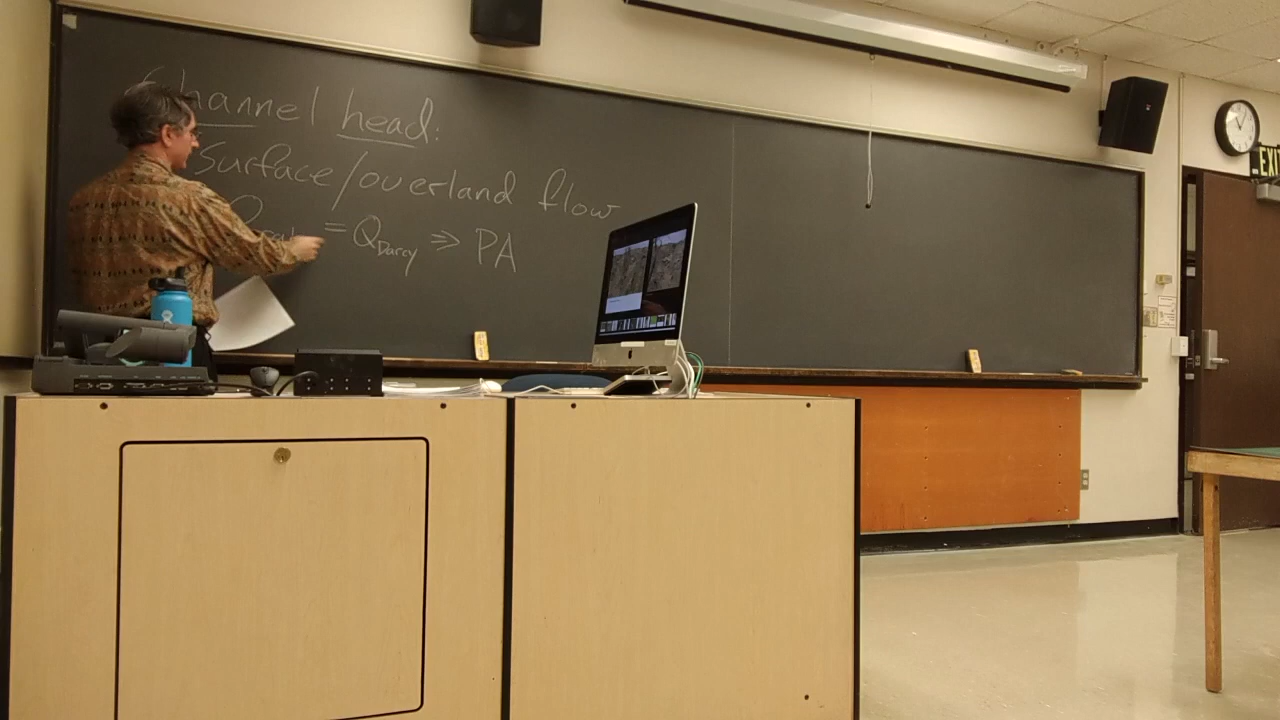 Channel head:
Surface/overland flow
= QDarcy ⇒ PA
EXIT